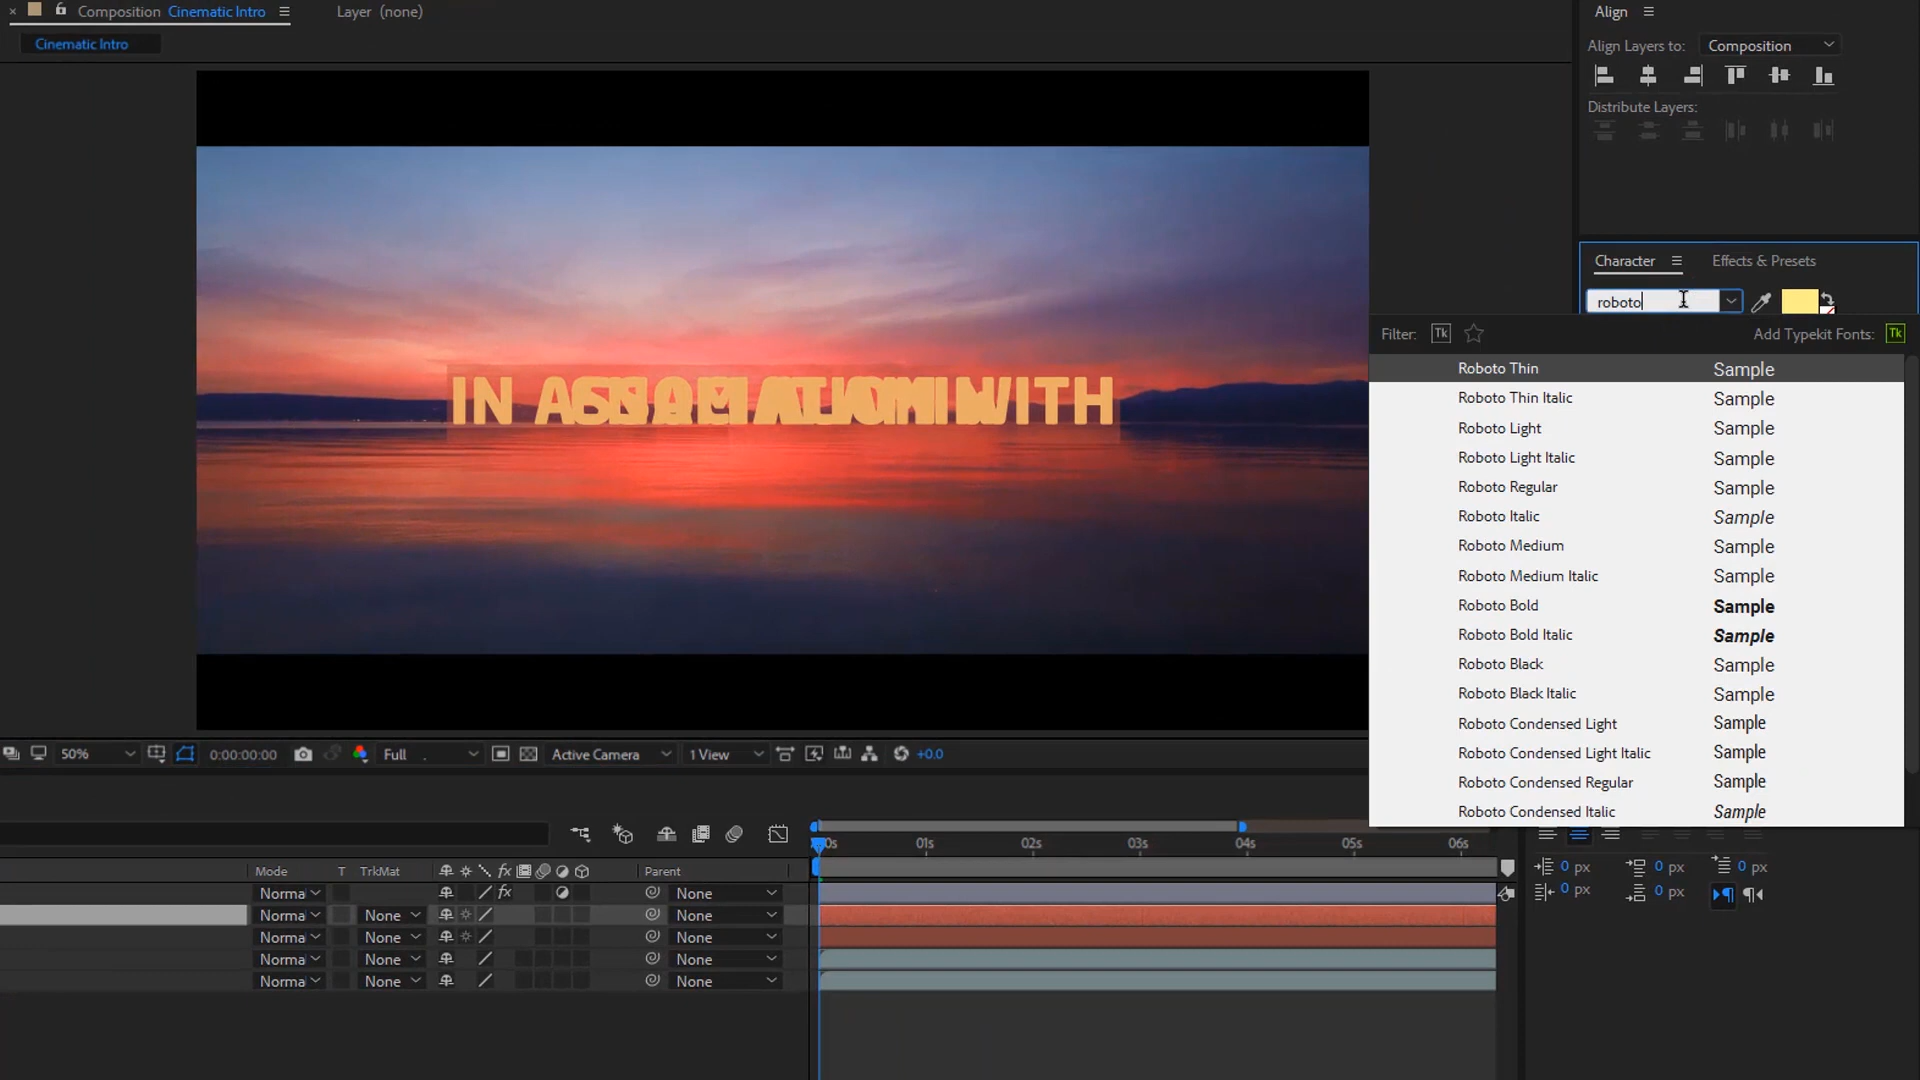 Composition Cinematic Intro
Layer (none)
Cinematic Intro
Align
Align Layers to: Composition
Distribute Layers:
Character
Effects & Presets
roboto
Filter: Tk
Add Typekit Fonts: Tk
Roboto Thin Sample
Roboto Thin Italic Sample
Roboto Light Sample
Roboto Light Italic Sample
Roboto Regular Sample
Roboto Italic Sample
Roboto Medium Sample
Roboto Medium Italic Sample
Roboto Bold Sample
Roboto Bold Italic Sample
Roboto Black Sample
Roboto Black Italic Sample
Roboto Condensed Light Sample
Roboto Condensed Light Italic Sample
Roboto Condensed Regular Sample
Roboto Condensed Italic Sample
IN WITH
50% 0:00:00:00 Full Active Camera 1 View +0.0
0s 01s 02s 03s 04s 05s 06s
Mode T TrkMat fx Parent
Norma fx None
Norma None None
Norma None None
Norma None None
Norma None None
0 px 0 px 0 px
0 px 0 px